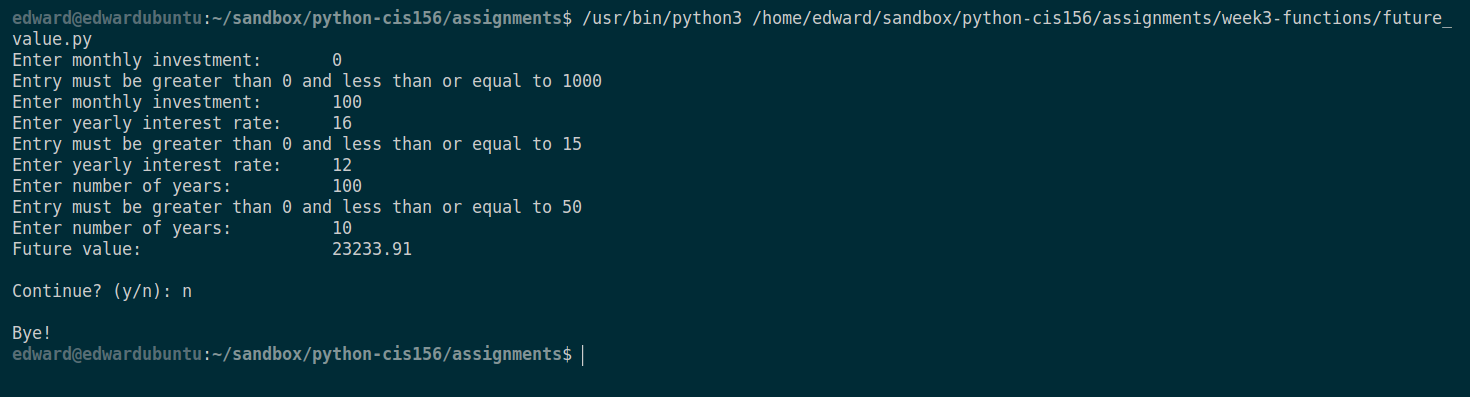 edward@edwardubuntu:~/sandbox/python-cis156/assignments$ /usr/bin/python3 /home/edward/sandbox/python-cis156/assignments/week3-functions/future_
value.py
Enter monthly investment:       0
Entry must be greater than 0 and less than or equal to 1000
Enter monthly investment:       100
Enter yearly interest rate:     16
Entry must be greater than 0 and less than or equal to 15
Enter yearly interest rate:     12
Enter number of years:          100
Entry must be greater than 0 and less than or equal to 50
Enter number of years:          10
Future value:                   23233.91
Continue? (y/n): n
Bye!
edward@edwardubuntu:~/sandbox/python-cis156/assignments$